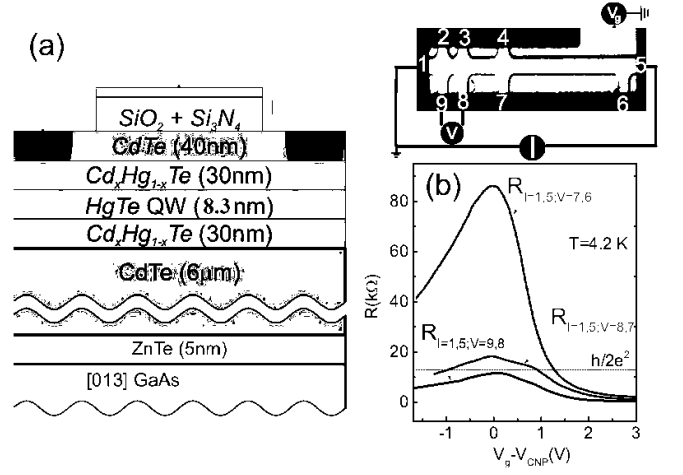 (a)
SiO2 + Si3N4
CdTe (40nm)
CdxHg1-xTe (30nm)
HgTe QW (8.3 nm)
CdxHg1-xTe (30nm)
CdTe (6µm)
ZnTe (5nm)
[013] GaAs
Vg
2 3 4
1 5
9 8 7 6
V
I
(b)
RI=1,5;V=7,6
T=4.2 K
RI=1,5;V=8,7
RI=1,5;V=9,8
h/2e²
R(kΩ)
80
60
40
20
0
-1 0 1 2 3
Vg-VCNP(V)